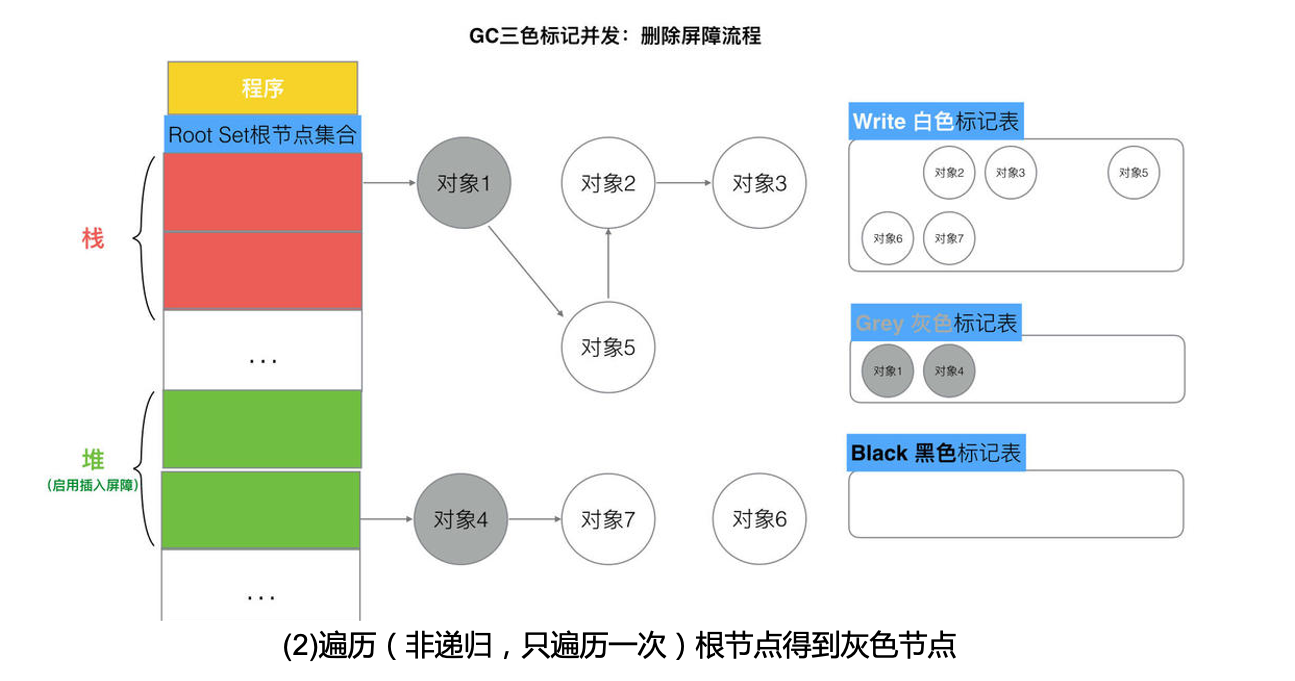 GC三色标记并发：删除屏障流程
程序
Root Set根节点集合
栈
...
堆
(启用插入屏障)
...
对象1
对象2
对象3
对象5
对象4
对象7
对象6
Write 白色标记表
对象2
对象3
对象5
对象6
对象7
Grey 灰色标记表
对象1
对象4
Black 黑色标记表
(2)遍历（非递归，只遍历一次）根节点得到灰色节点